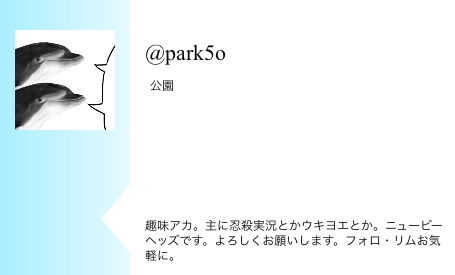 @park5o
公園
趣味アカ。主に忍殺実況とかウキヨエとか。ニュービー
ヘッズです。よろしくお願いします。フォロ・リムお気
軽に。